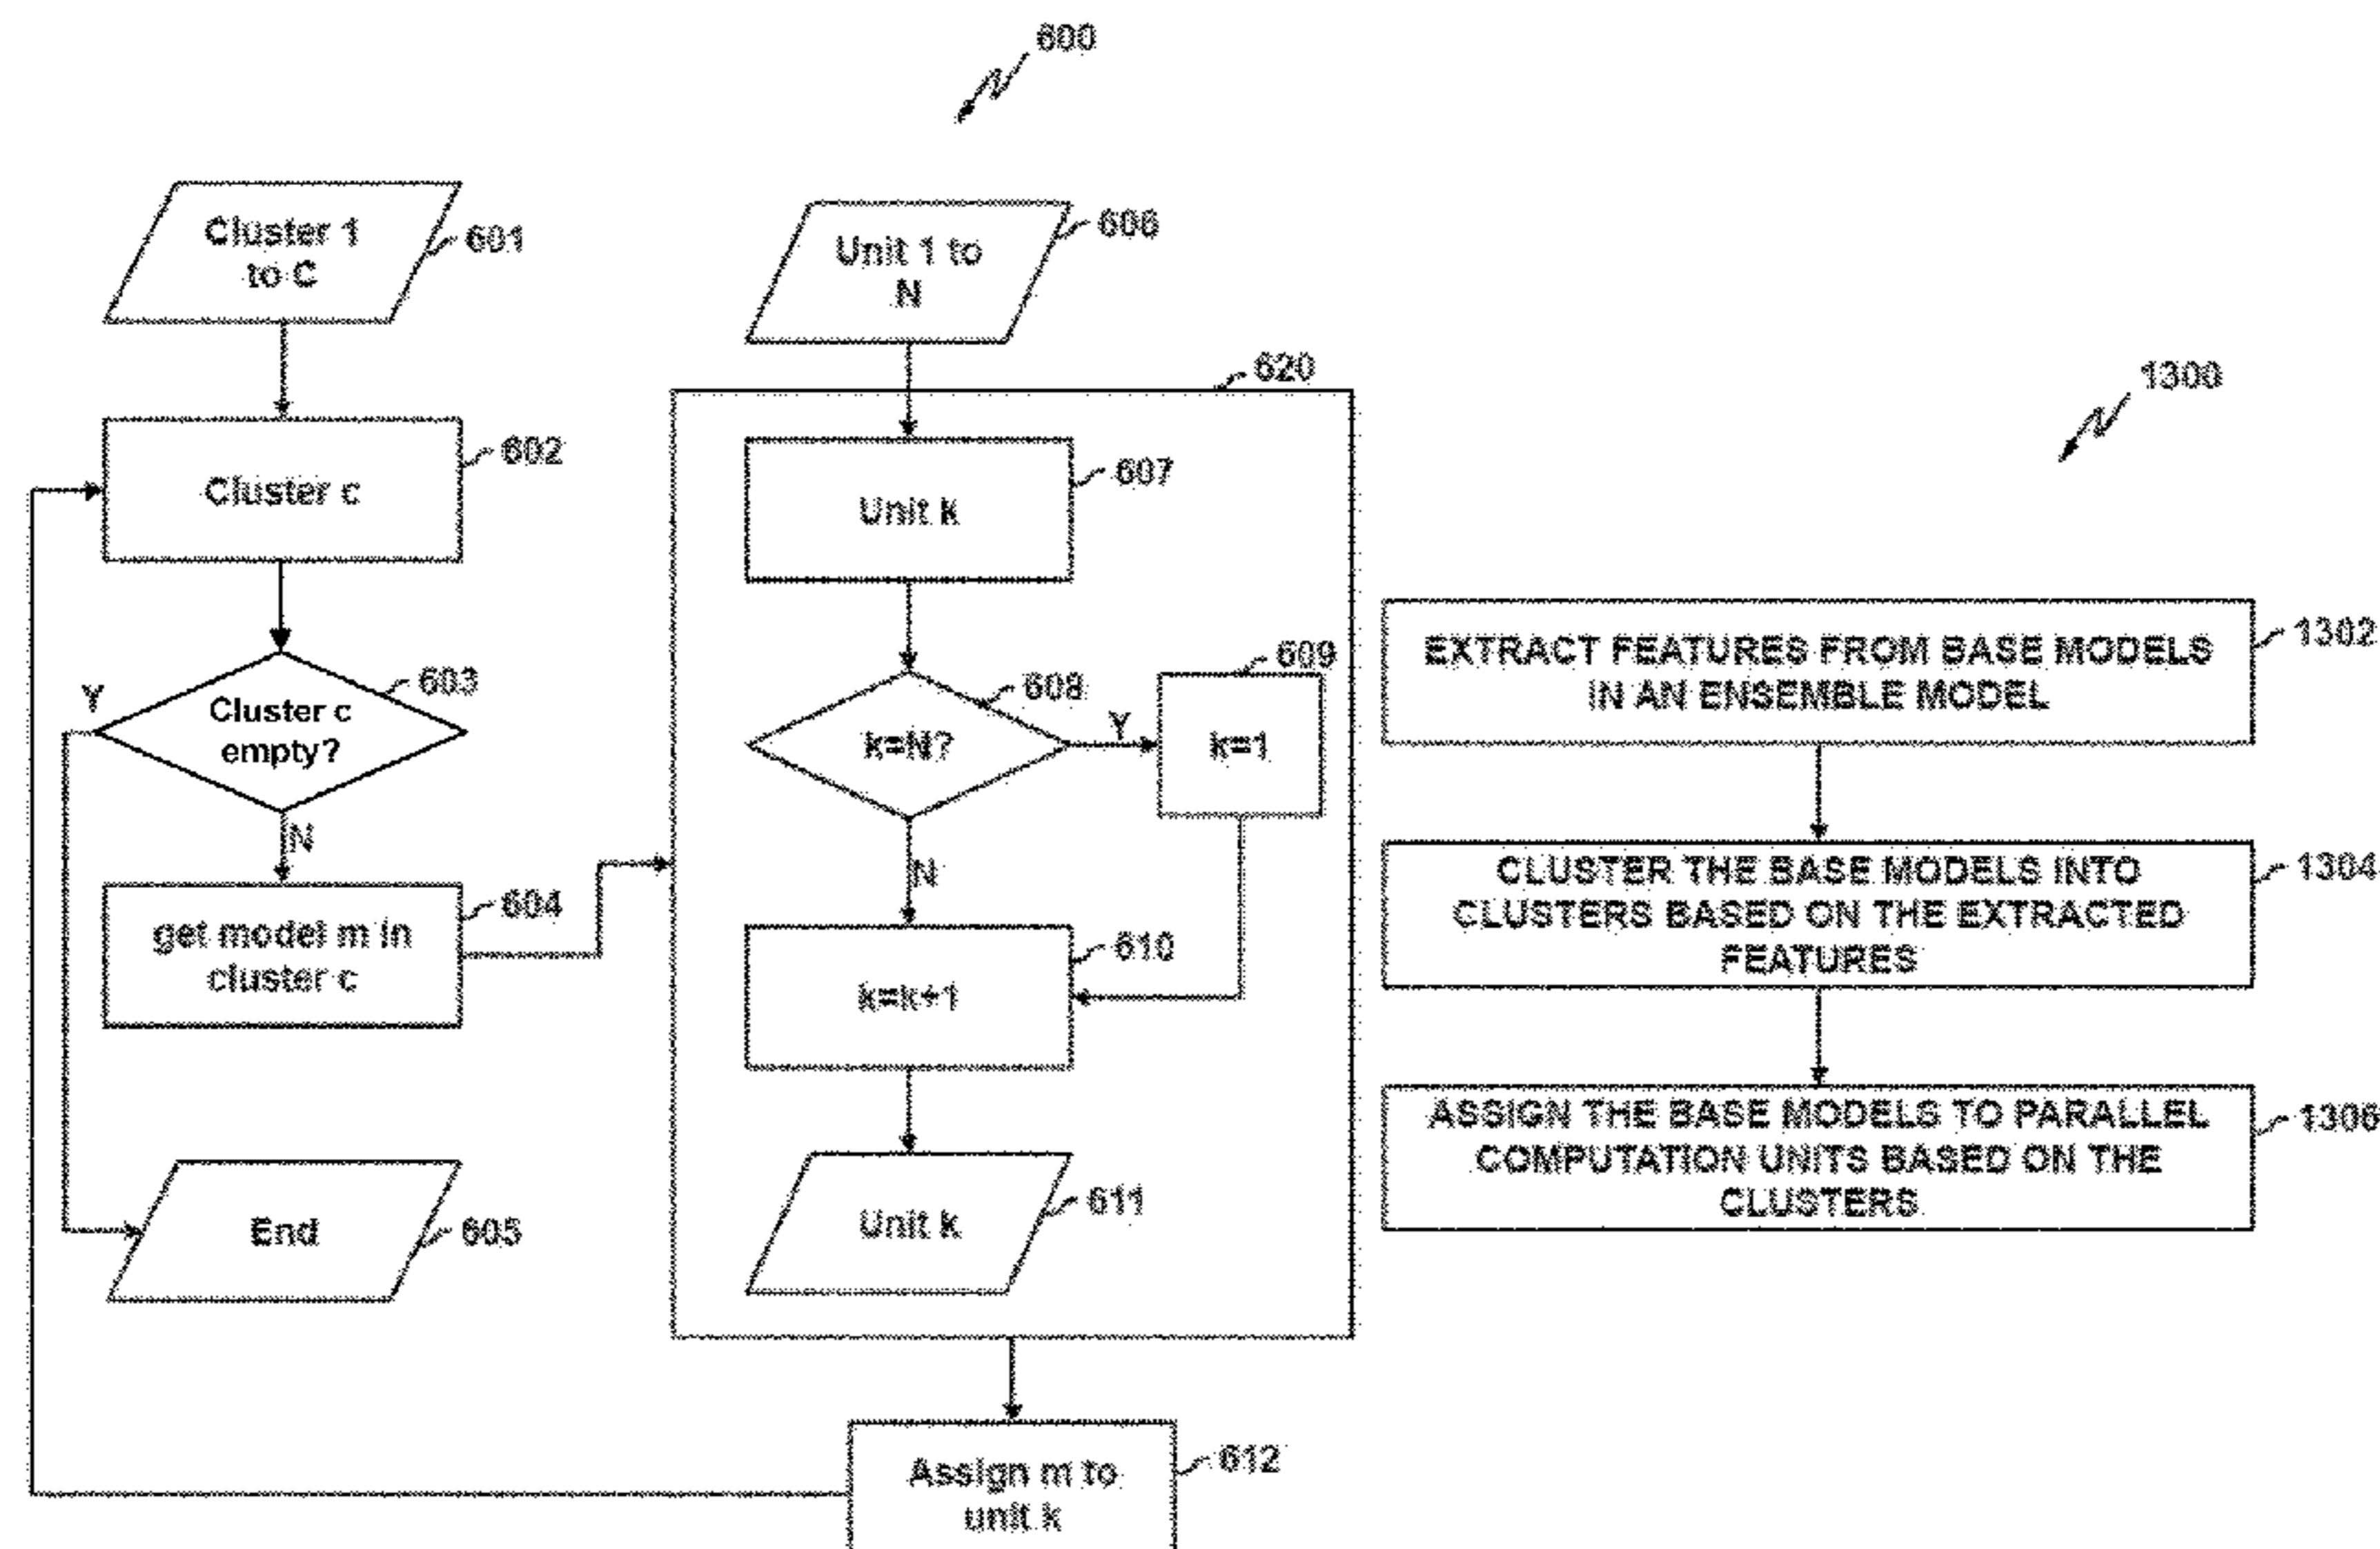 600
Cluster 1
to C
601
Unit 1 to
N
606
620
1300
Cluster c
602
Unit k
607
Cluster c
empty?
603
Y
N
k=N?
608
Y
N
k=1
609
get model m in
cluster c
604
k=k+1
610
Unit k
611
End
605
Assign m to
unit k
612
EXTRACT FEATURES FROM BASE MODELS
IN AN ENSEMBLE MODEL
1302
CLUSTER THE BASE MODELS INTO
CLUSTERS BASED ON THE EXTRACTED
FEATURES
1304
ASSIGN THE BASE MODELS TO PARALLEL
COMPUTATION UNITS BASED ON THE
CLUSTERS
1306